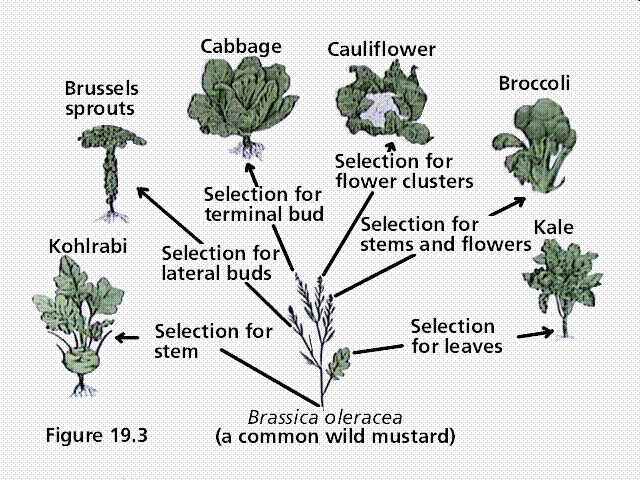 Cabbage
Cauliflower
Brussels
sprouts
Broccoli
Selection for
flower clusters
Selection for
terminal bud
Selection for
stems and flowers
Kale
Kohlrabi
Selection for
lateral buds
Selection for
stem
Selection
for leaves
Brassica oleracea
(a common wild mustard)
Figure 19.3